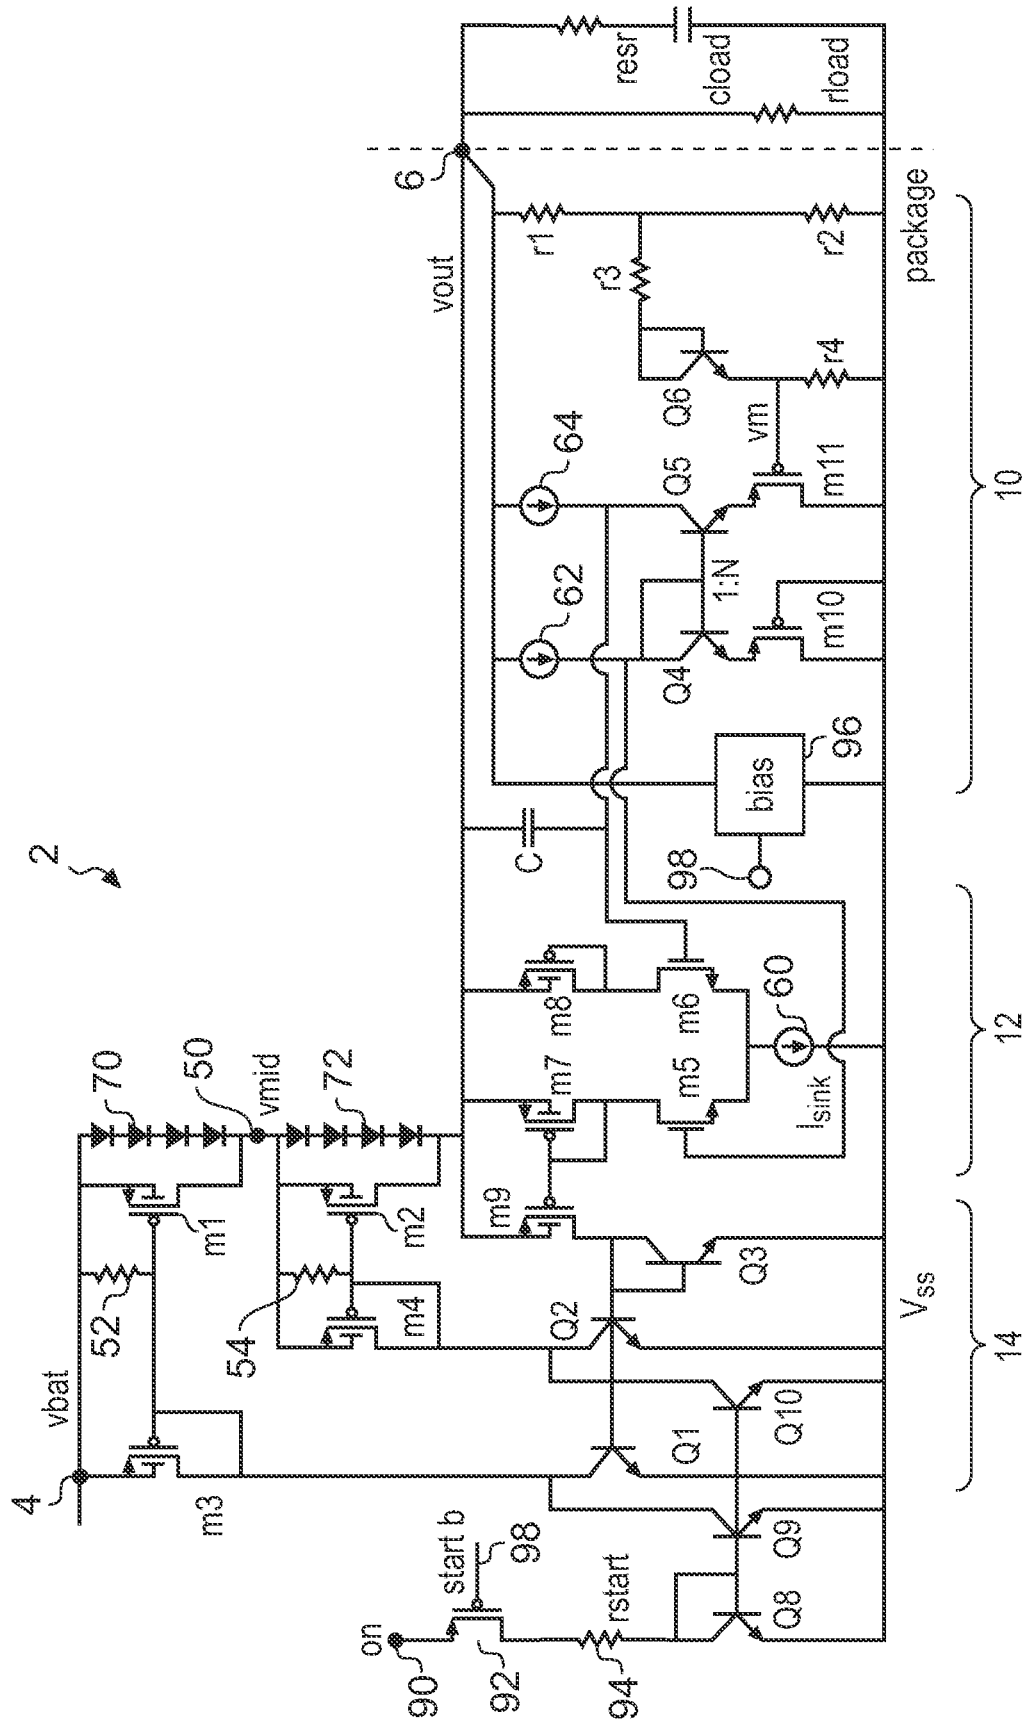 2
4
vbat
52
m3
m1
70
50
vmid
54
m4
m2
72
vout
6
on
90
start b
98
92
94
rstart
Q8
Q9
Q1
Q10
Q2
Q3
m9
m7
m8
m5
m6
I sink
60
C
98
bias
96
62
64
Q4
Q5
1:N
m10
m11
Q6
vm
r3
r1
r2
r4
resr
cload
rload
package
Vss
14
12
10